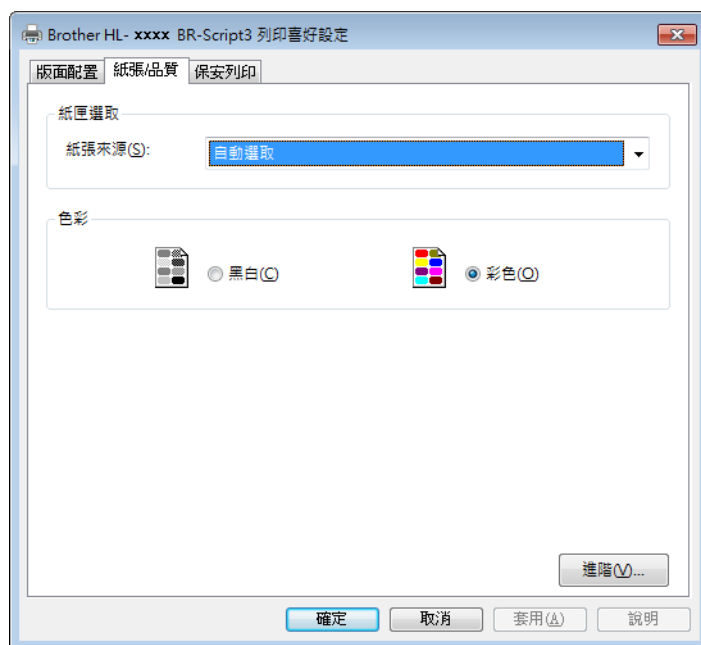 Brother HL- xxxx BR-Script3 列印喜好設定
版面配置 紙張/品質 保安列印
紙匣選取
紙張來源(S): 自動選取
色彩
黑白(C) 彩色(O)
進階(V)...
確定 取消 套用(A) 說明